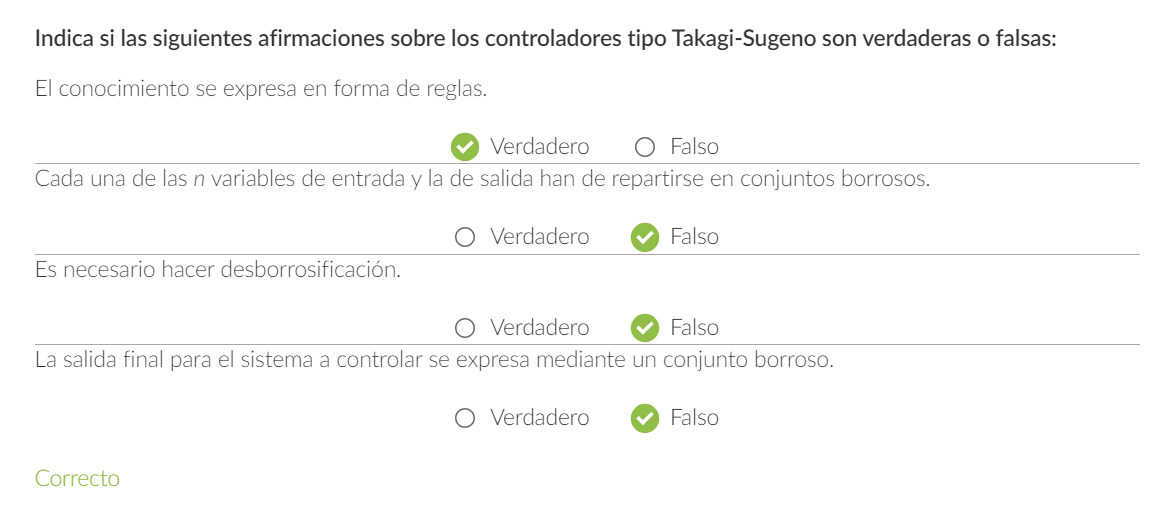 Indica si las siguientes afirmaciones sobre los controladores tipo Takagi-Sugeno son verdaderas o falsas:
El conocimiento se expresa en forma de reglas.
Verdadero Falso
Cada una de las n variables de entrada y la de salida han de repartirse en conjuntos borrosos.
Verdadero Falso
Es necesario hacer desborrosificación.
Verdadero Falso
La salida final para el sistema a controlar se expresa mediante un conjunto borroso.
Verdadero Falso
Correcto